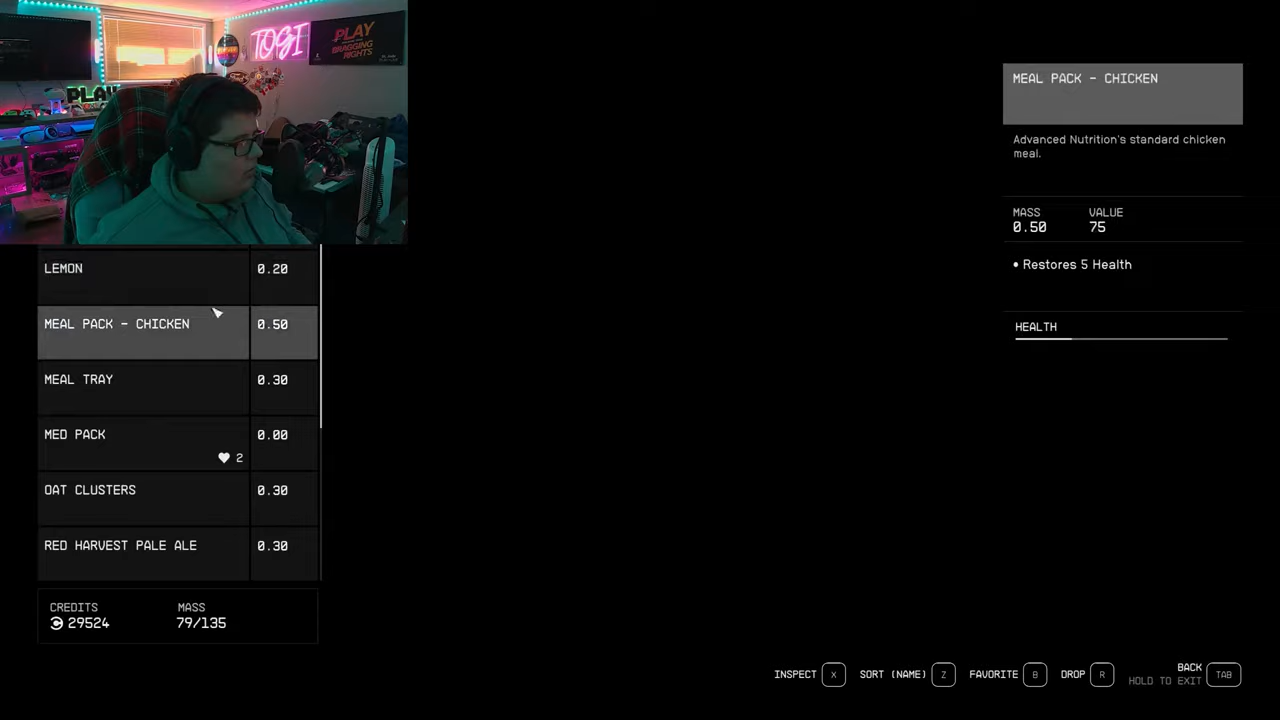 TOGI
PLAY
BRAGGING
RIGHTS
PLAY
LEMON 0.20
MEAL PACK – CHICKEN 0.50
MEAL TRAY 0.30
MED PACK 0.00
2
OAT CLUSTERS 0.30
RED HARVEST PALE ALE 0.30
CREDITS MASS
29524 79/135
MEAL PACK – CHICKEN
Advanced Nutrition's standard chicken
meal.
MASS VALUE
0.50 75
• Restores 5 Health
HEALTH
INSPECT X SORT (NAME) Z FAVORITE B DROP R BACK TAB
HOLD TO EXIT